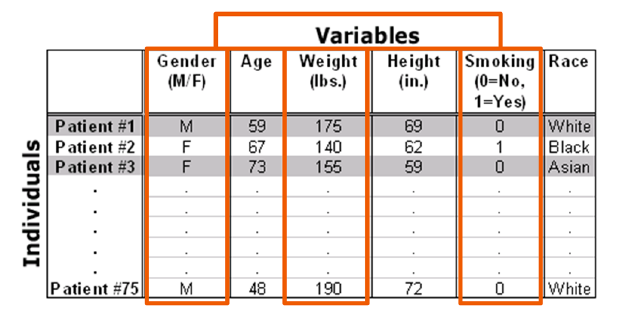 Variables
Gender Age Weight Height Smoking Race
(M/F) (lbs.) (in.) (0=No,
1=Yes)
Individuals
Patient #1 M 59 175 69 0 White
Patient #2 F 67 140 62 1 Black
Patient #3 F 73 155 59 0 Asian
. . . . . . .
. . . . . . .
. . . . . . .
. . . . . . .
. . . . . . .
Patient #75 M 48 190 72 0 White